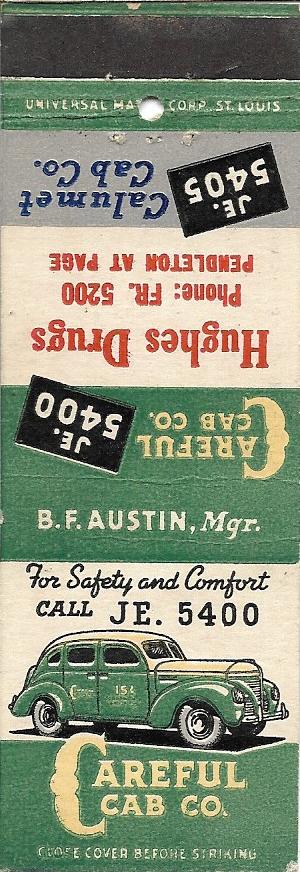 UNIVERSAL CORP. ST. LOUIS
CAREFUL
CAB CO.
JE.
5400
Hughes Drugs
Phone: FR. 5200
PENDLETON AT PAGE
Calumet
Cab Co.
JE.
5405
B.F. AUSTIN, Mgr.
For Safety and Comfort
CALL JE. 5400
CAREFUL
CAB CO.
CLOSE COVER BEFORE STRIKING